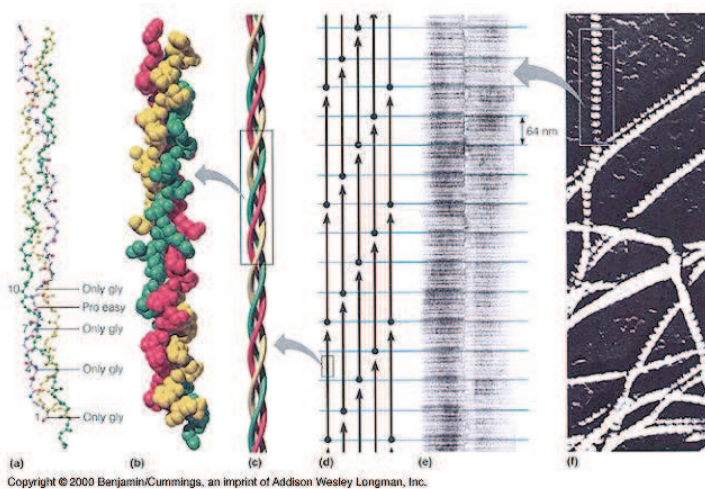 64 nm
10
Only gly
Pro easy
7
Only gly
Only gly
1
Only gly
(a)
(b)
(c)
(d)
(e)
(f)
Copyright © 2000 Benjamin/Cummings, an imprint of Addison Wesley Longman, Inc.